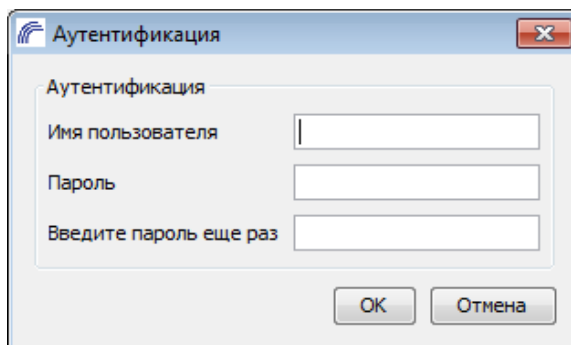 Аутентификация
Аутентификация
Имя пользователя
Пароль
Введите пароль еще раз
OK
Отмена